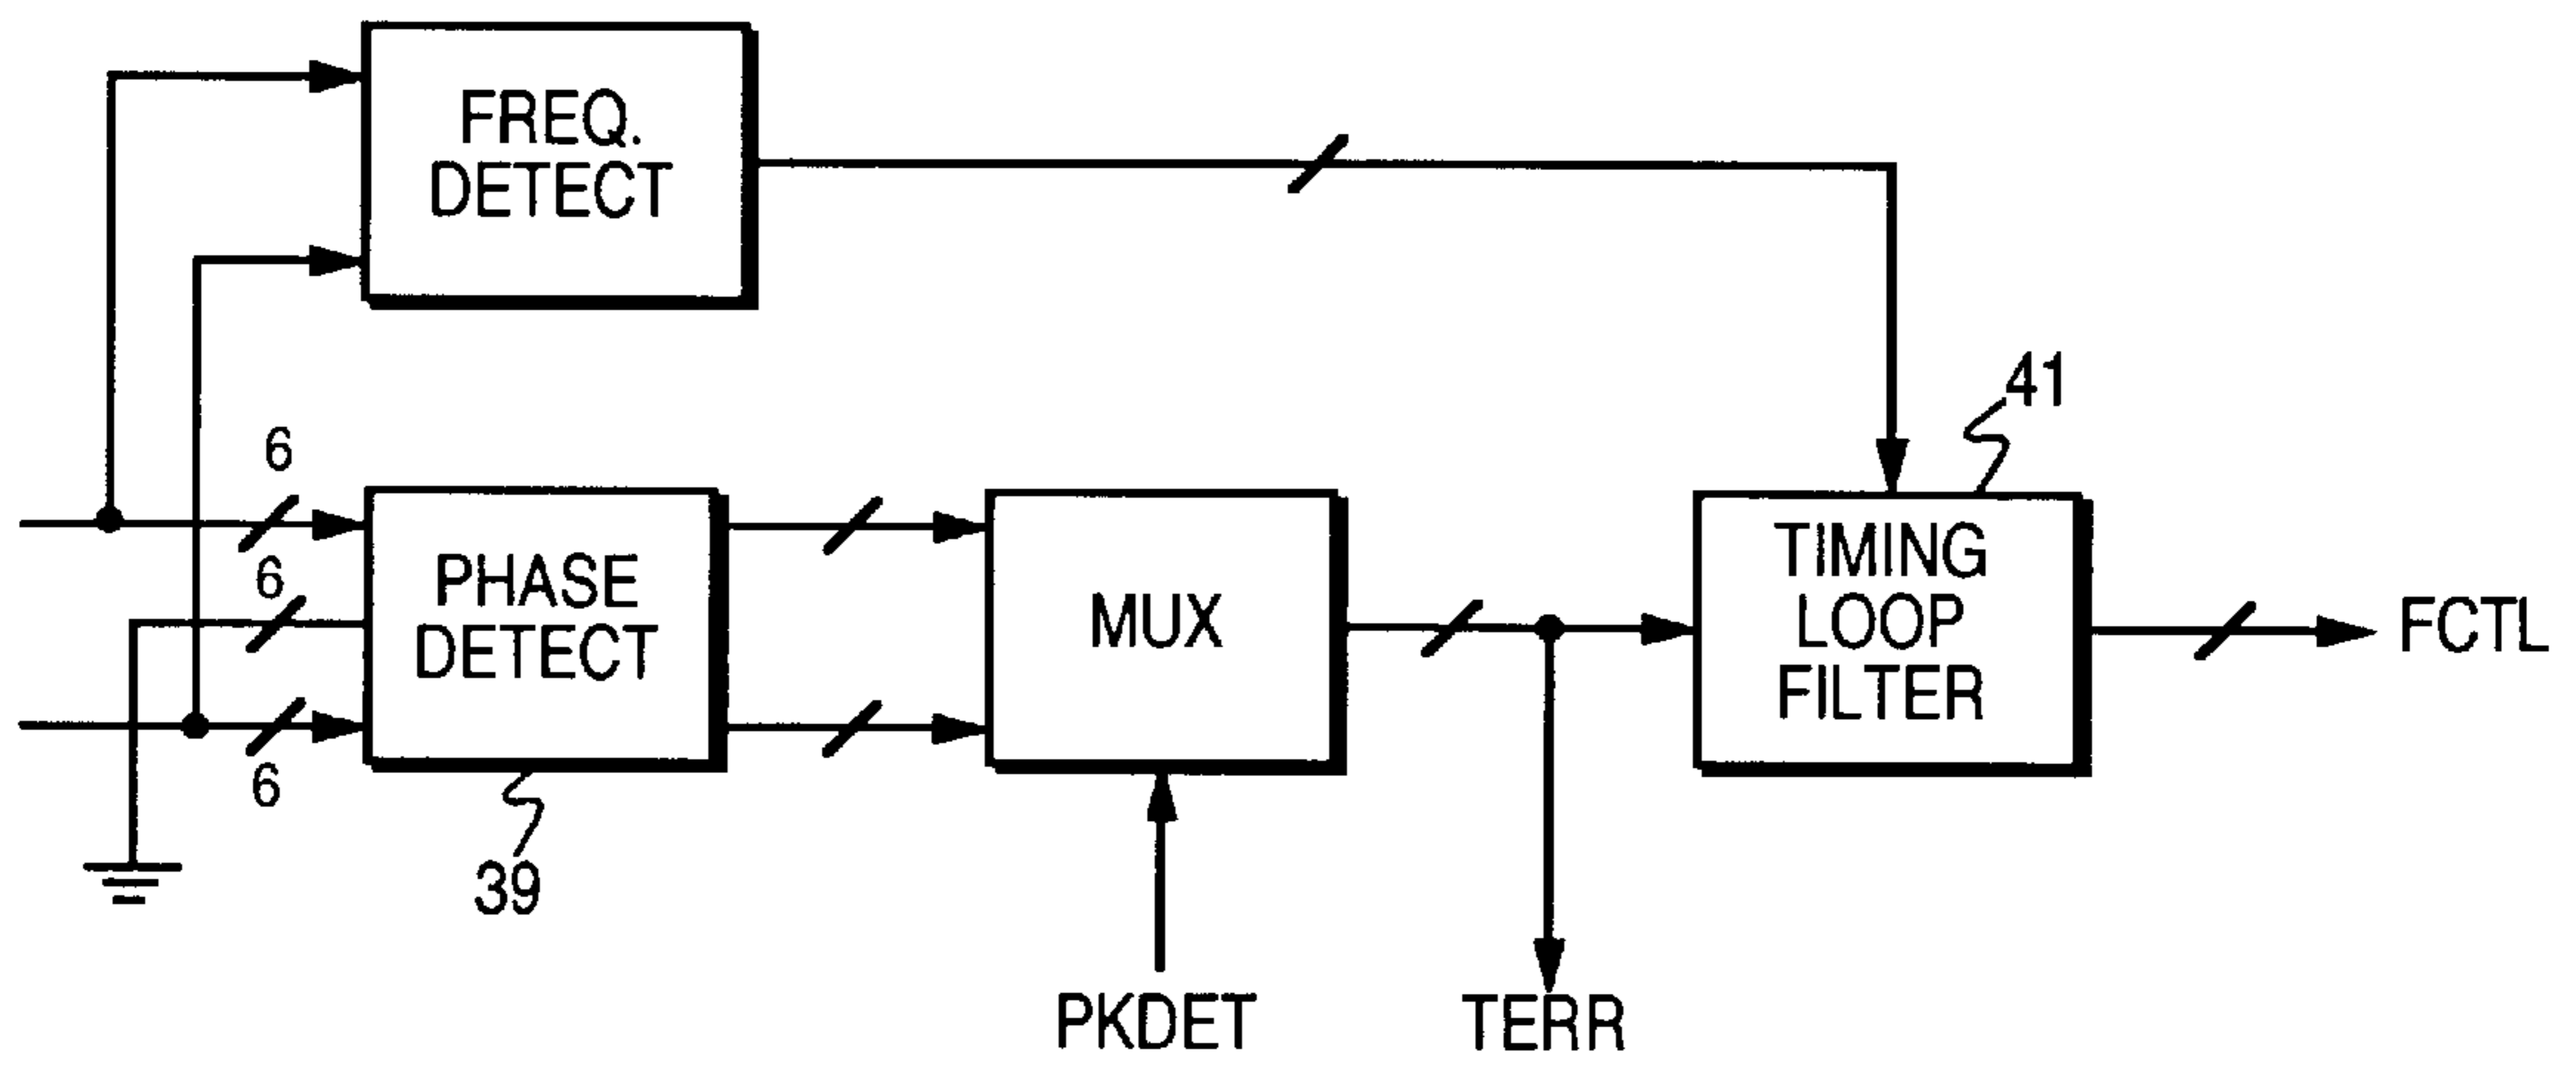 FREQ.
DETECT
41
6
6
6
PHASE
DETECT
39
MUX
PKDET
TERR
TIMING
LOOP
FILTER
FCTL